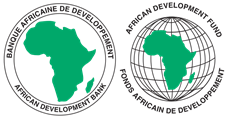 BANQUE AFRICAINE DE DEVELOPPEMENT
AFRICAN DEVELOPMENT BANK
AFRICAN DEVELOPMENT FUND
FONDS AFRICAIN DE DEVELOPPEMENT